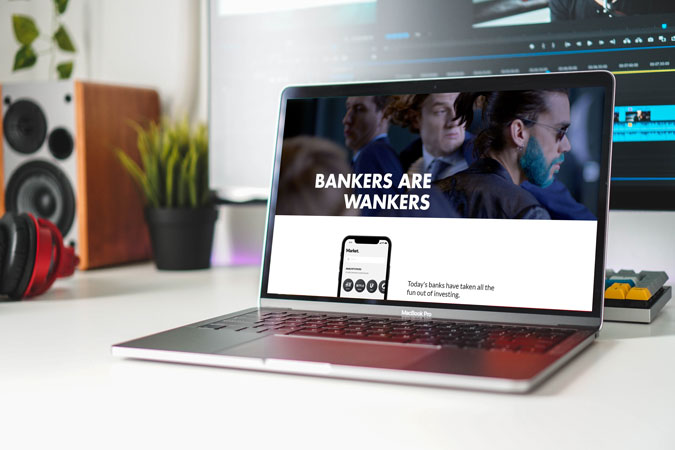 BANKERS ARE
WANKERS
Market.
Today's banks have taken all the
fun out of investing.
MacBook Pro